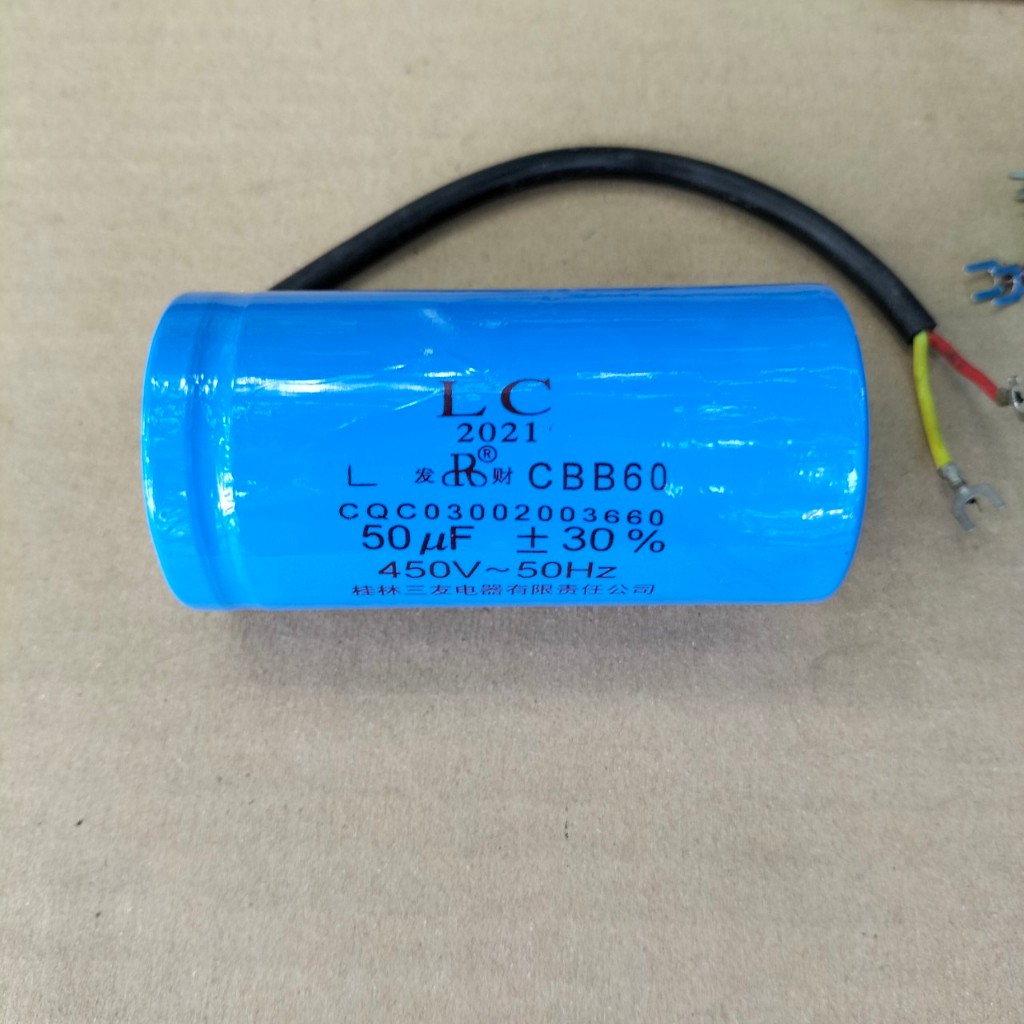 LC
2021
L 发 R® 财 CBB60
CQC03002003660
50μF ±30%
450V~50Hz
桂林三友电器有限责任公司